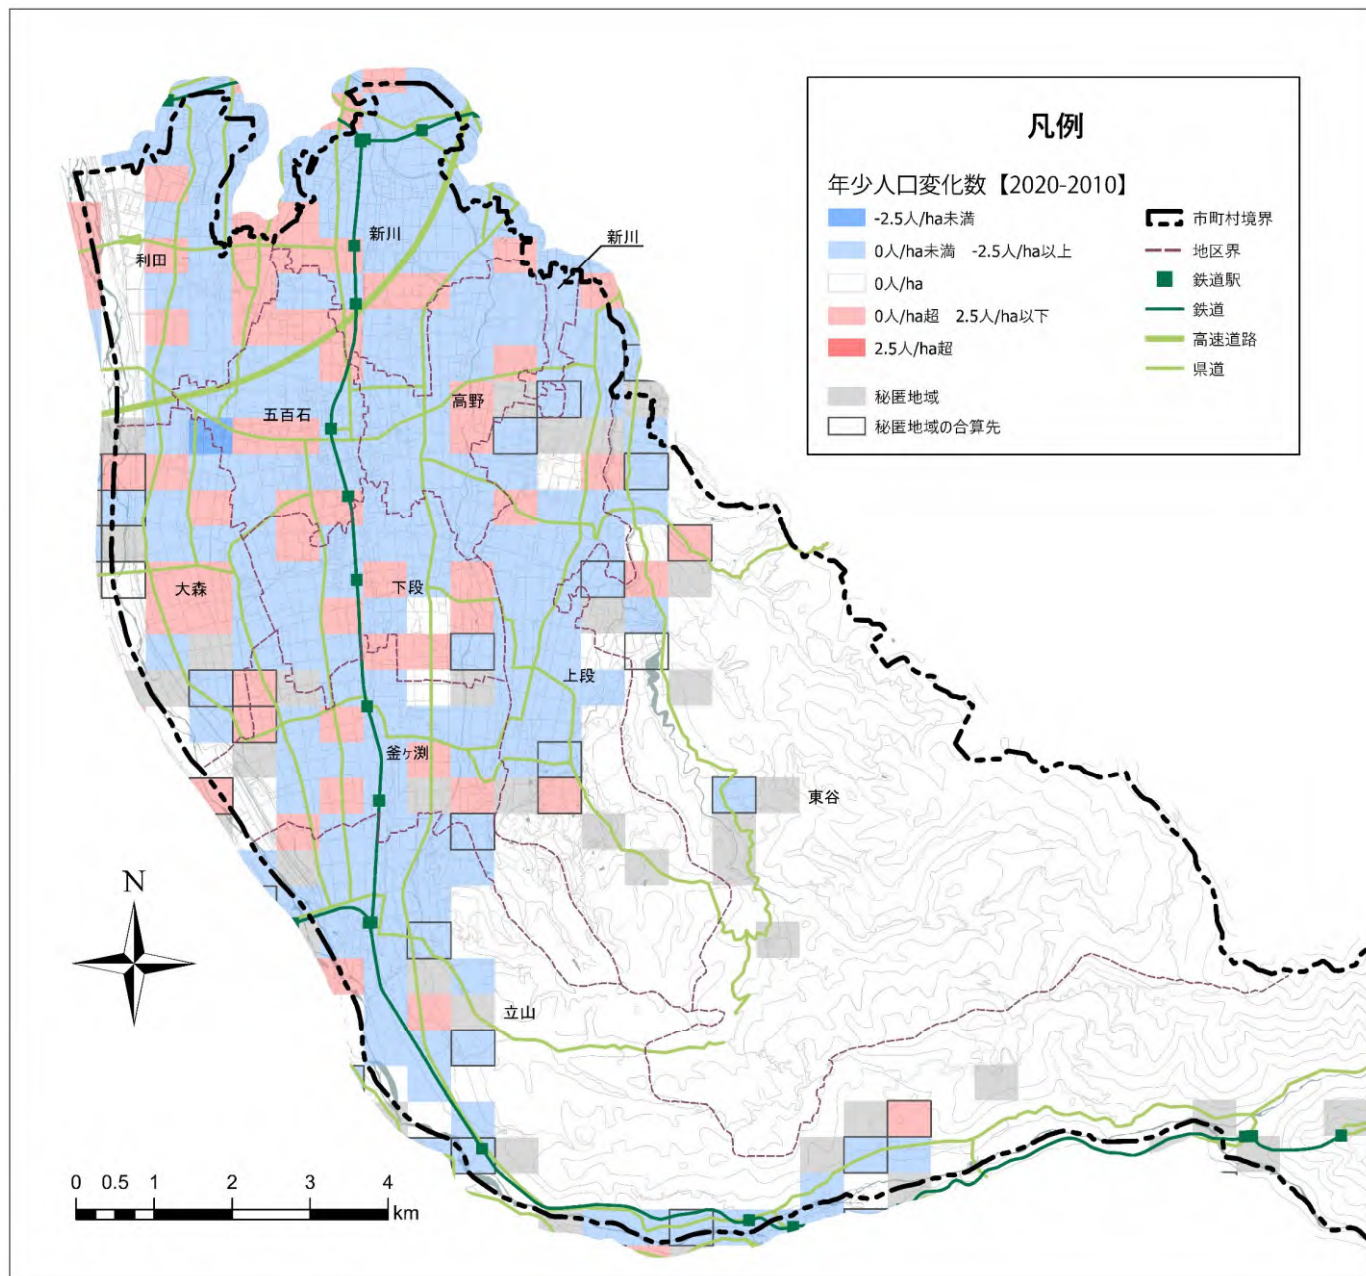 凡例
年少人口変化数【2020-2010】
-2.5人/ha未満
0人/ha未満 -2.5人/ha以上
0人/ha
0人/ha超 2.5人/ha以下
2.5人/ha超
秘匿地域
秘匿地域の合算先
市町村境界
地区界
鉄道駅
鉄道
高速道路
県道
新川
新川
利田
五百石
高野
大森
下段
上段
釜ヶ渕
東谷
立山
N
0 0.5 1 2 3 4
km